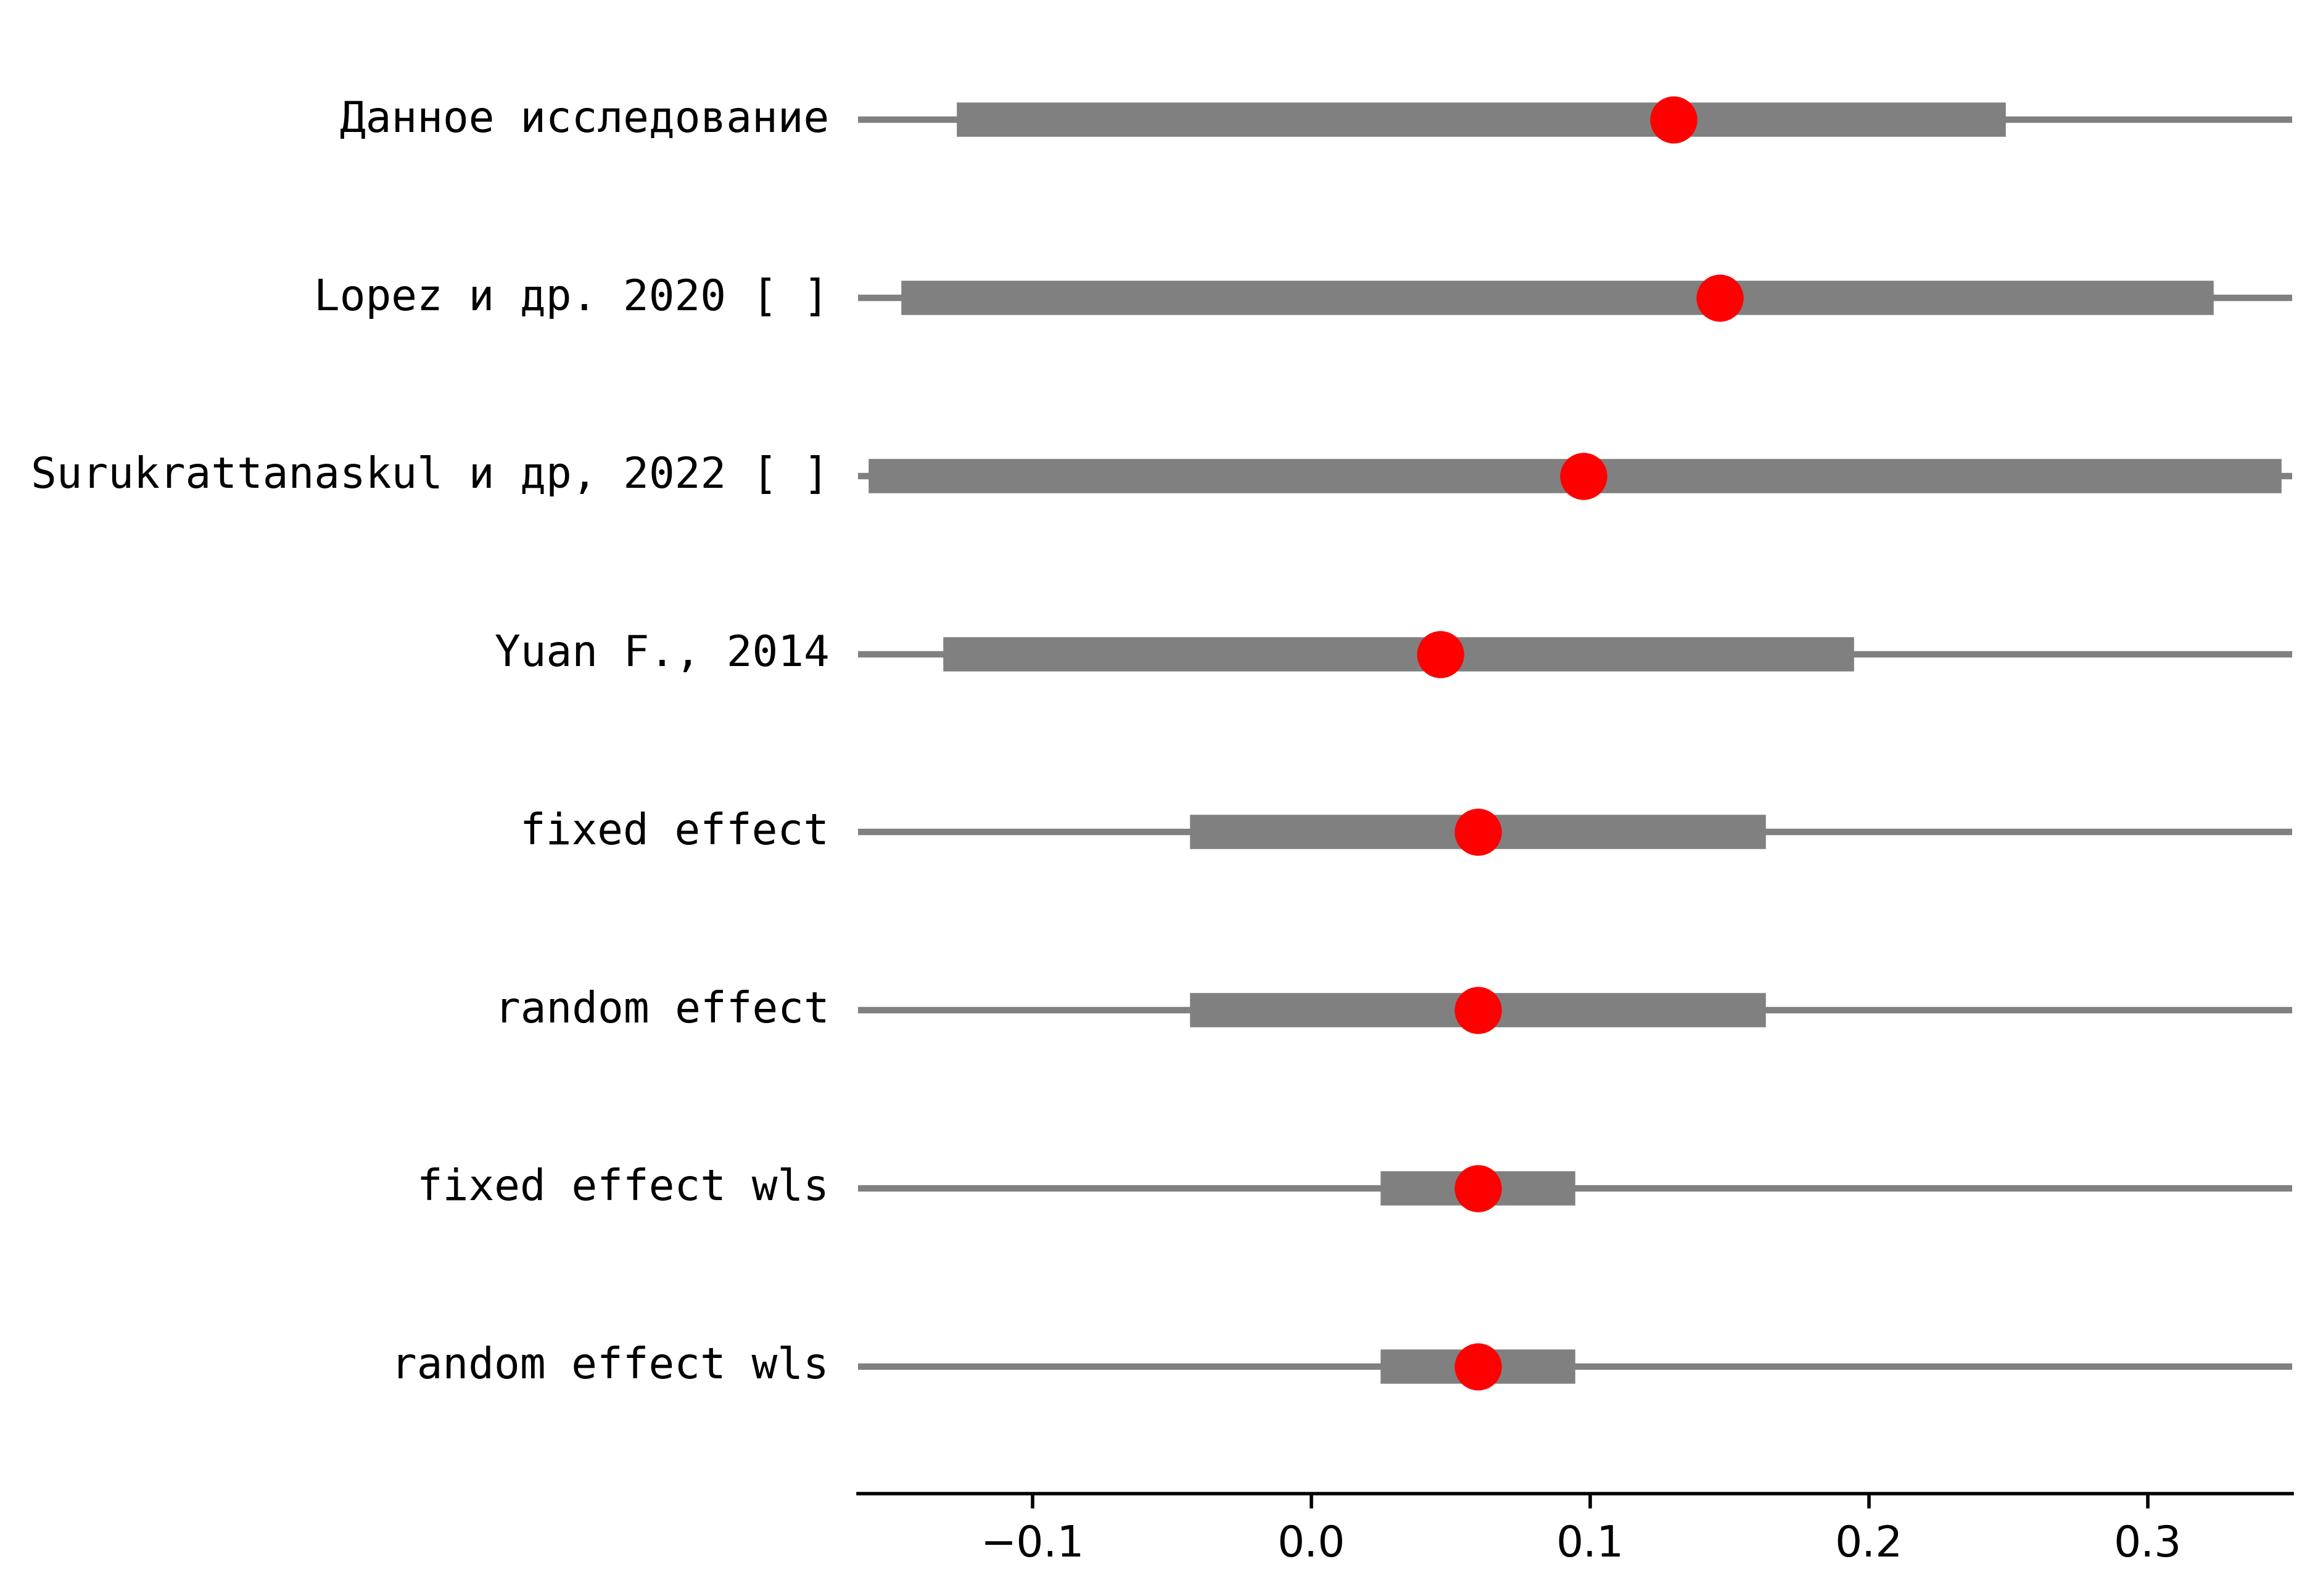 Данное исследование
Lopez и др. 2020 [ ]
Surukrattanaskul и др, 2022 [ ]
Yuan F., 2014
fixed effect
random effect
fixed effect wls
random effect wls
−0.1 0.0 0.1 0.2 0.3